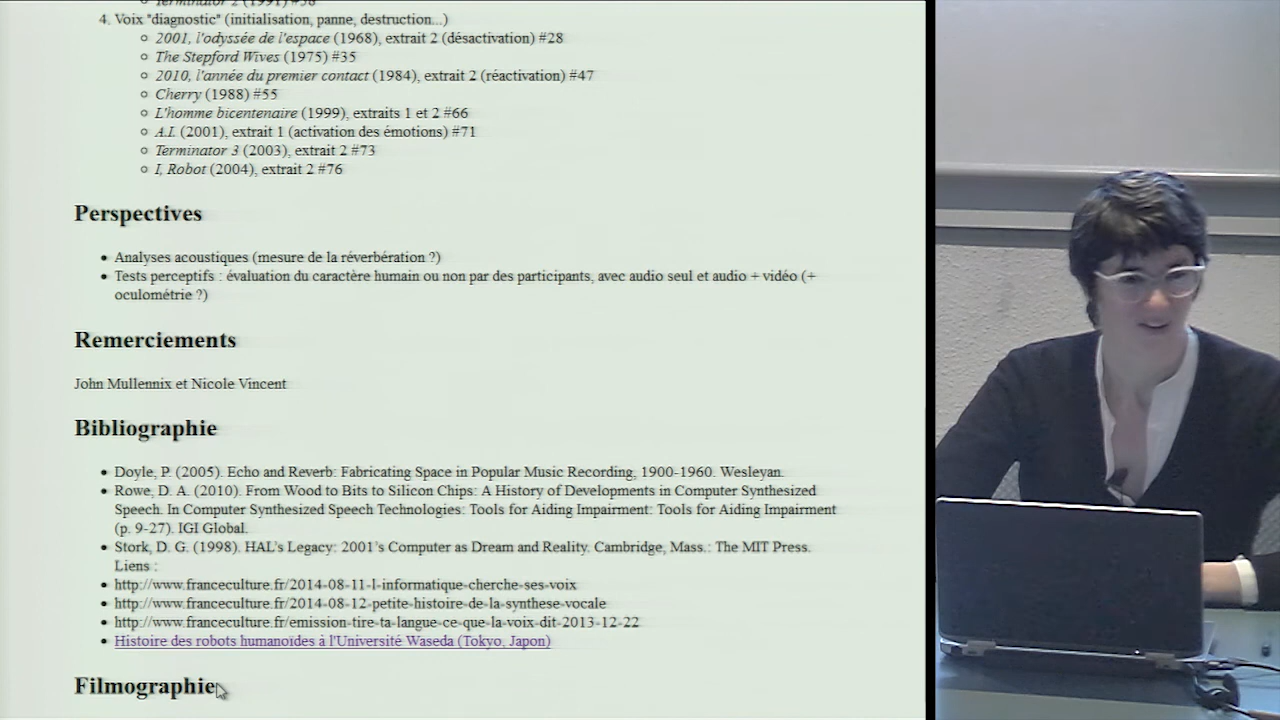 Terminator 2 (1991) #58
4. Voix "diagnostic" (initialisation, panne, destruction...)
2001, l'odyssée de l'espace (1968), extrait 2 (désactivation) #28
The Stepford Wives (1975) #35
2010, l'année du premier contact (1984), extrait 2 (réactivation) #47
Cherry (1988) #55
L'homme bicentenaire (1999), extraits 1 et 2 #66
A.I. (2001), extrait 1 (activation des émotions) #71
Terminator 3 (2003), extrait 2 #73
I, Robot (2004), extrait 2 #76
Perspectives
Analyses acoustiques (mesure de la réverbération ?)
Tests perceptifs : évaluation du caractère humain ou non par des participants, avec audio seul et audio + vidéo (+
oculométrie ?)
Remerciements
John Mullennix et Nicole Vincent
Bibliographie
Doyle, P. (2005). Echo and Reverb: Fabricating Space in Popular Music Recording, 1900-1960. Wesleyan.
Rowe, D. A. (2010). From Wood to Bits to Silicon Chips: A History of Developments in Computer Synthesized
Speech. In Computer Synthesized Speech Technologies: Tools for Aiding Impairment: Tools for Aiding Impairment
(p. 9-27). IGI Global.
Stork, D. G. (1998). HAL's Legacy: 2001's Computer as Dream and Reality. Cambridge, Mass.: The MIT Press.
Liens :
http://www.franceculture.fr/2014-08-11-l-informatique-cherche-ses-voix
http://www.franceculture.fr/2014-08-12-petite-histoire-de-la-synthese-vocale
http://www.franceculture.fr/emission-tire-ta-langue-ce-que-la-voix-dit-2013-12-22
Histoire des robots humanoïdes à l'Université Waseda (Tokyo, Japon)
Filmographie